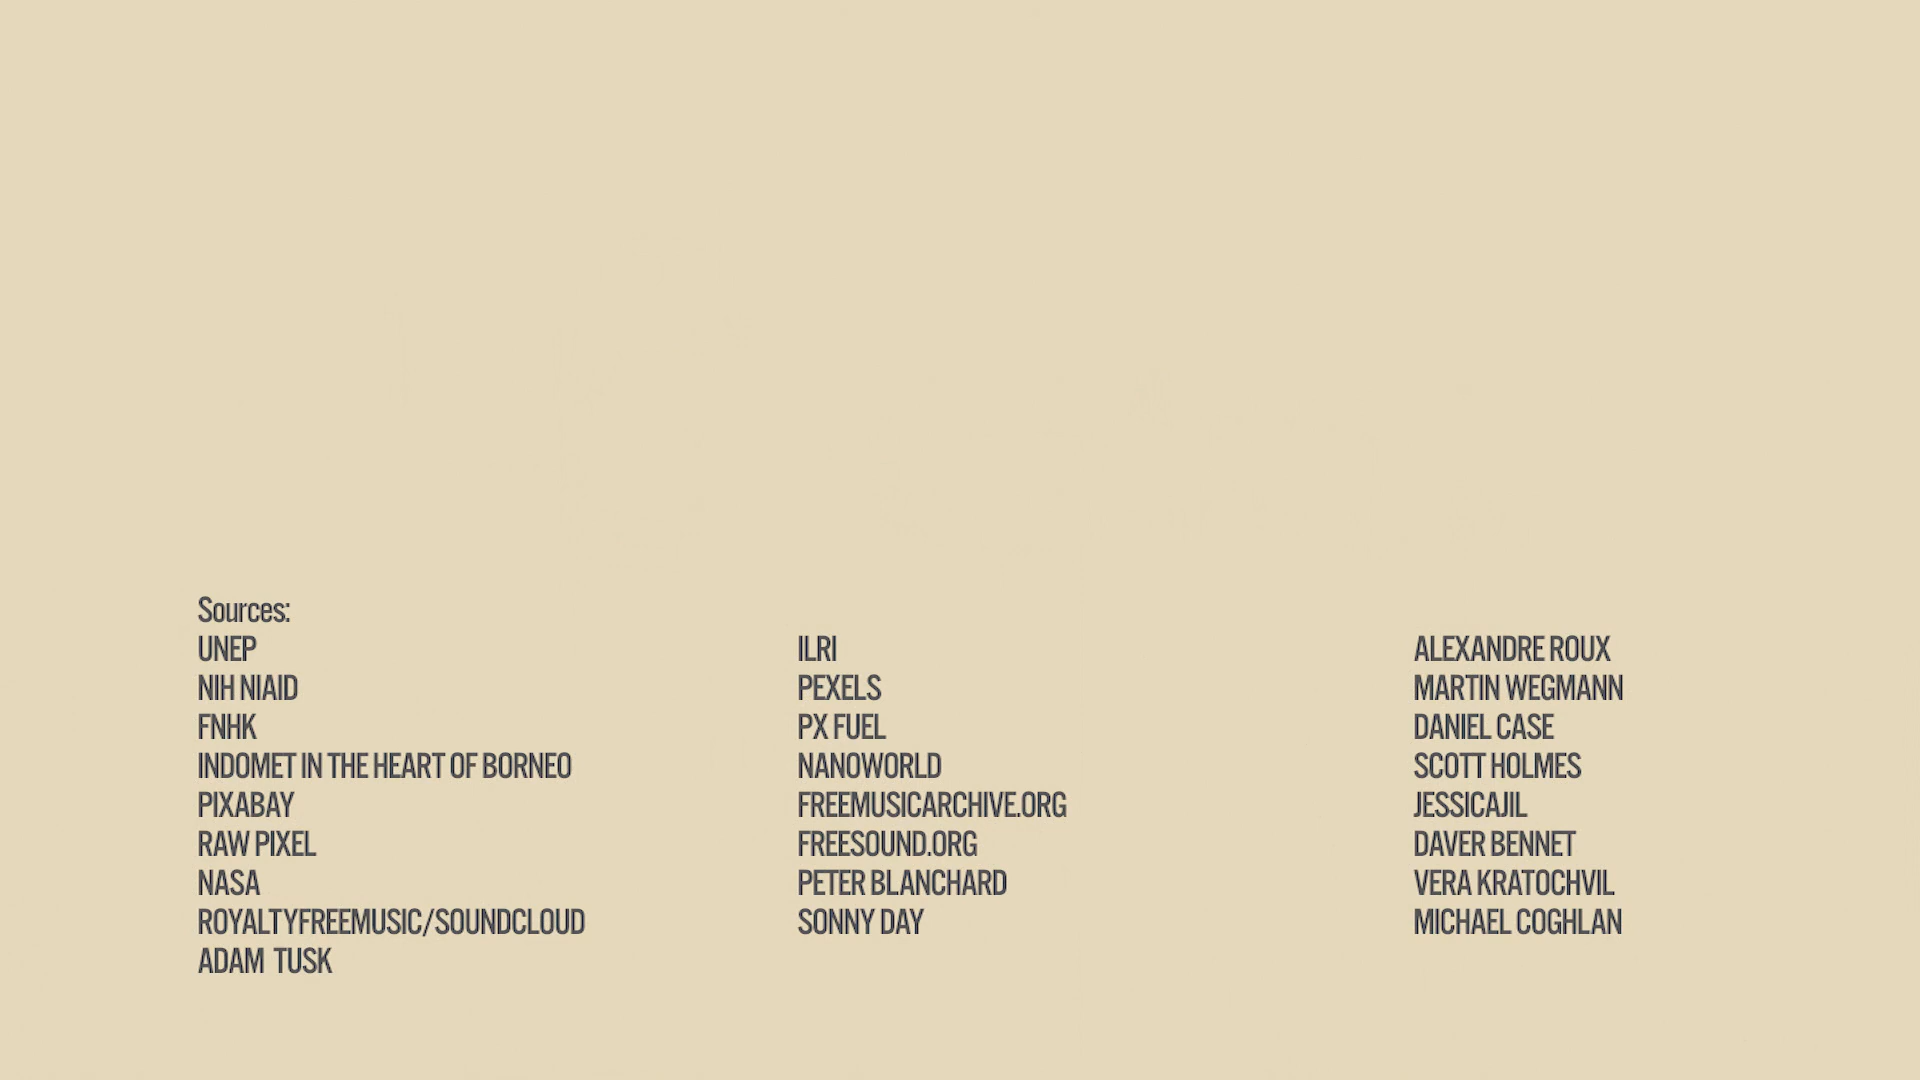 Sources:
UNEP
NIH NIAID
FNHK
INDOMET IN THE HEART OF BORNEO
PIXABAY
RAW PIXEL
NASA
ROYALTYFREEMUSIC/SOUNDCLOUD
ADAM TUSK
ILRI
PEXELS
PX FUEL
NANOWORLD
FREEMUSICARCHIVE.ORG
FREESOUND.ORG
PETER BLANCHARD
SONNY DAY
ALEXANDRE ROUX
MARTIN WEGMANN
DANIEL CASE
SCOTT HOLMES
JESSICAJIL
DAVER BENNET
VERA KRATOCHVIL
MICHAEL COGHLAN